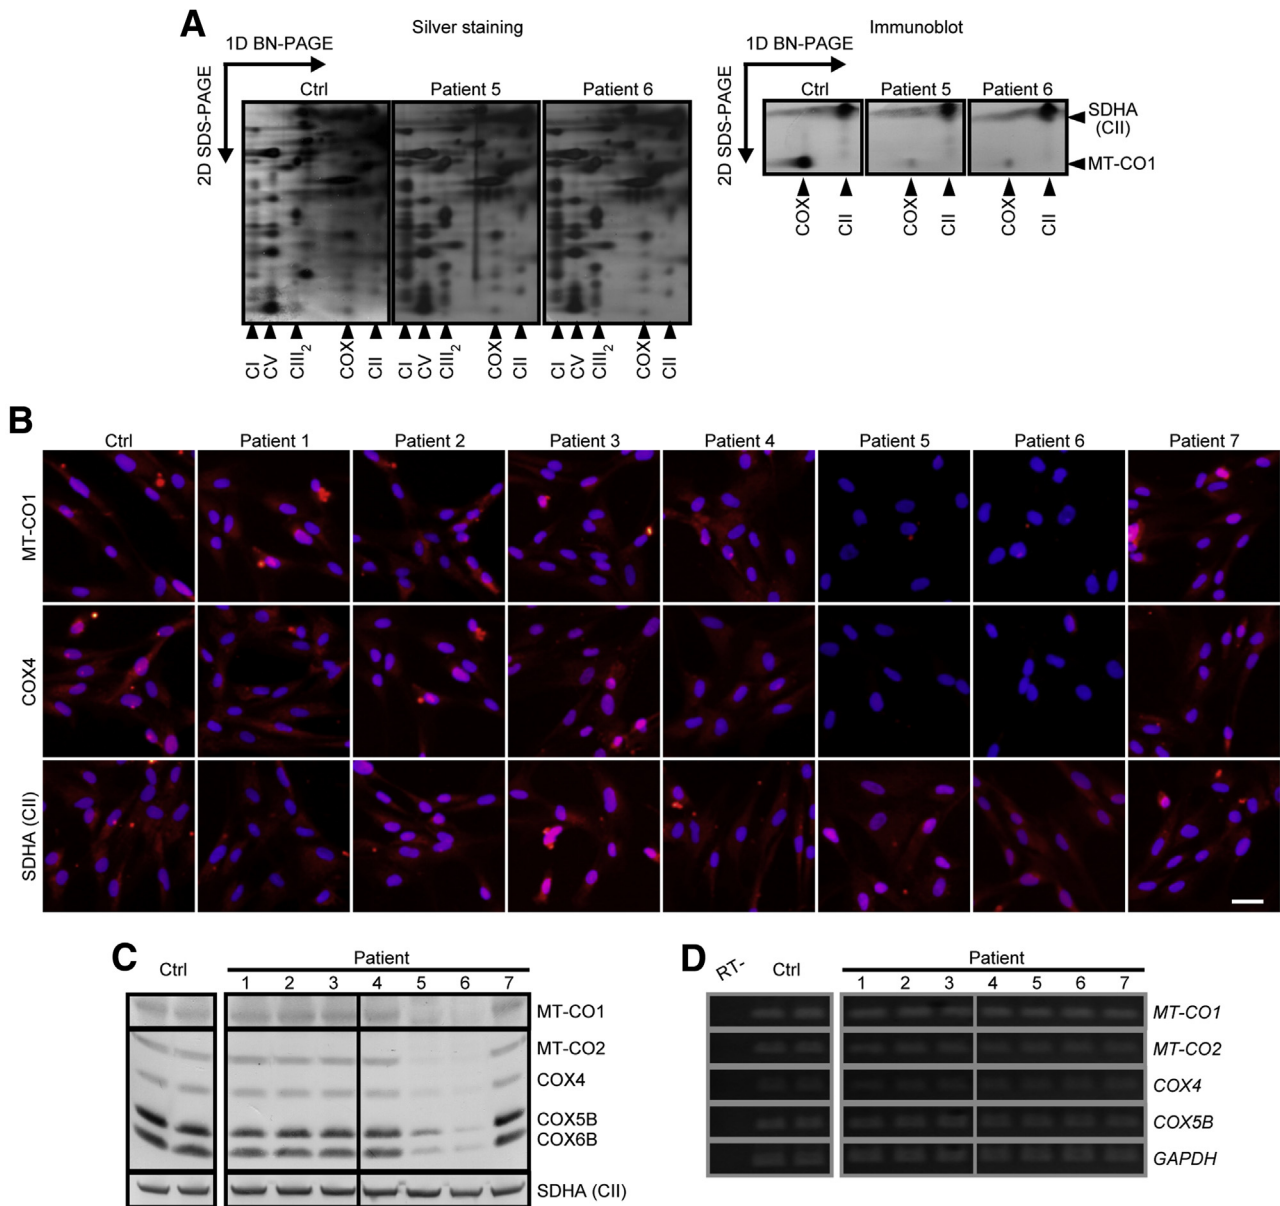 A
Silver staining
Immunoblot
1D BN-PAGE
1D BN-PAGE
2D SDS-PAGE
Ctrl
Patient 5
Patient 6
2D SDS-PAGE
Ctrl
Patient 5
Patient 6
SDHA
(CII)
MT-CO1
CI
CV
CIII2
COX
CII
CI
CV
CIII2
COX
CII
CI
CV
CIII2
COX
CII
COX
CII
COX
CII
COX
CII
B
Ctrl
Patient 1
Patient 2
Patient 3
Patient 4
Patient 5
Patient 6
Patient 7
MT-CO1
COX4
SDHA (CII)
C
Ctrl
Patient
1 2 3 4 5 6 7
MT-CO1
MT-CO2
COX4
COX5B
COX6B
SDHA (CII)
D
RT-
Ctrl
Patient
1 2 3 4 5 6 7
MT-CO1
MT-CO2
COX4
COX5B
GAPDH